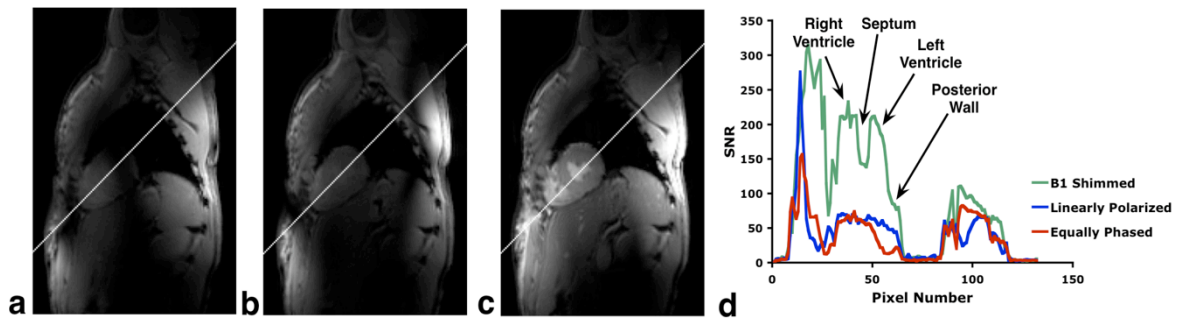 a
b
c
d
350
300
250
200
150
100
50
0
SNR
Right
Ventricle
Septum
Left
Ventricle
Posterior
Wall
B1 Shimmed
Linearly Polarized
Equally Phased
0
50
100
150
Pixel Number